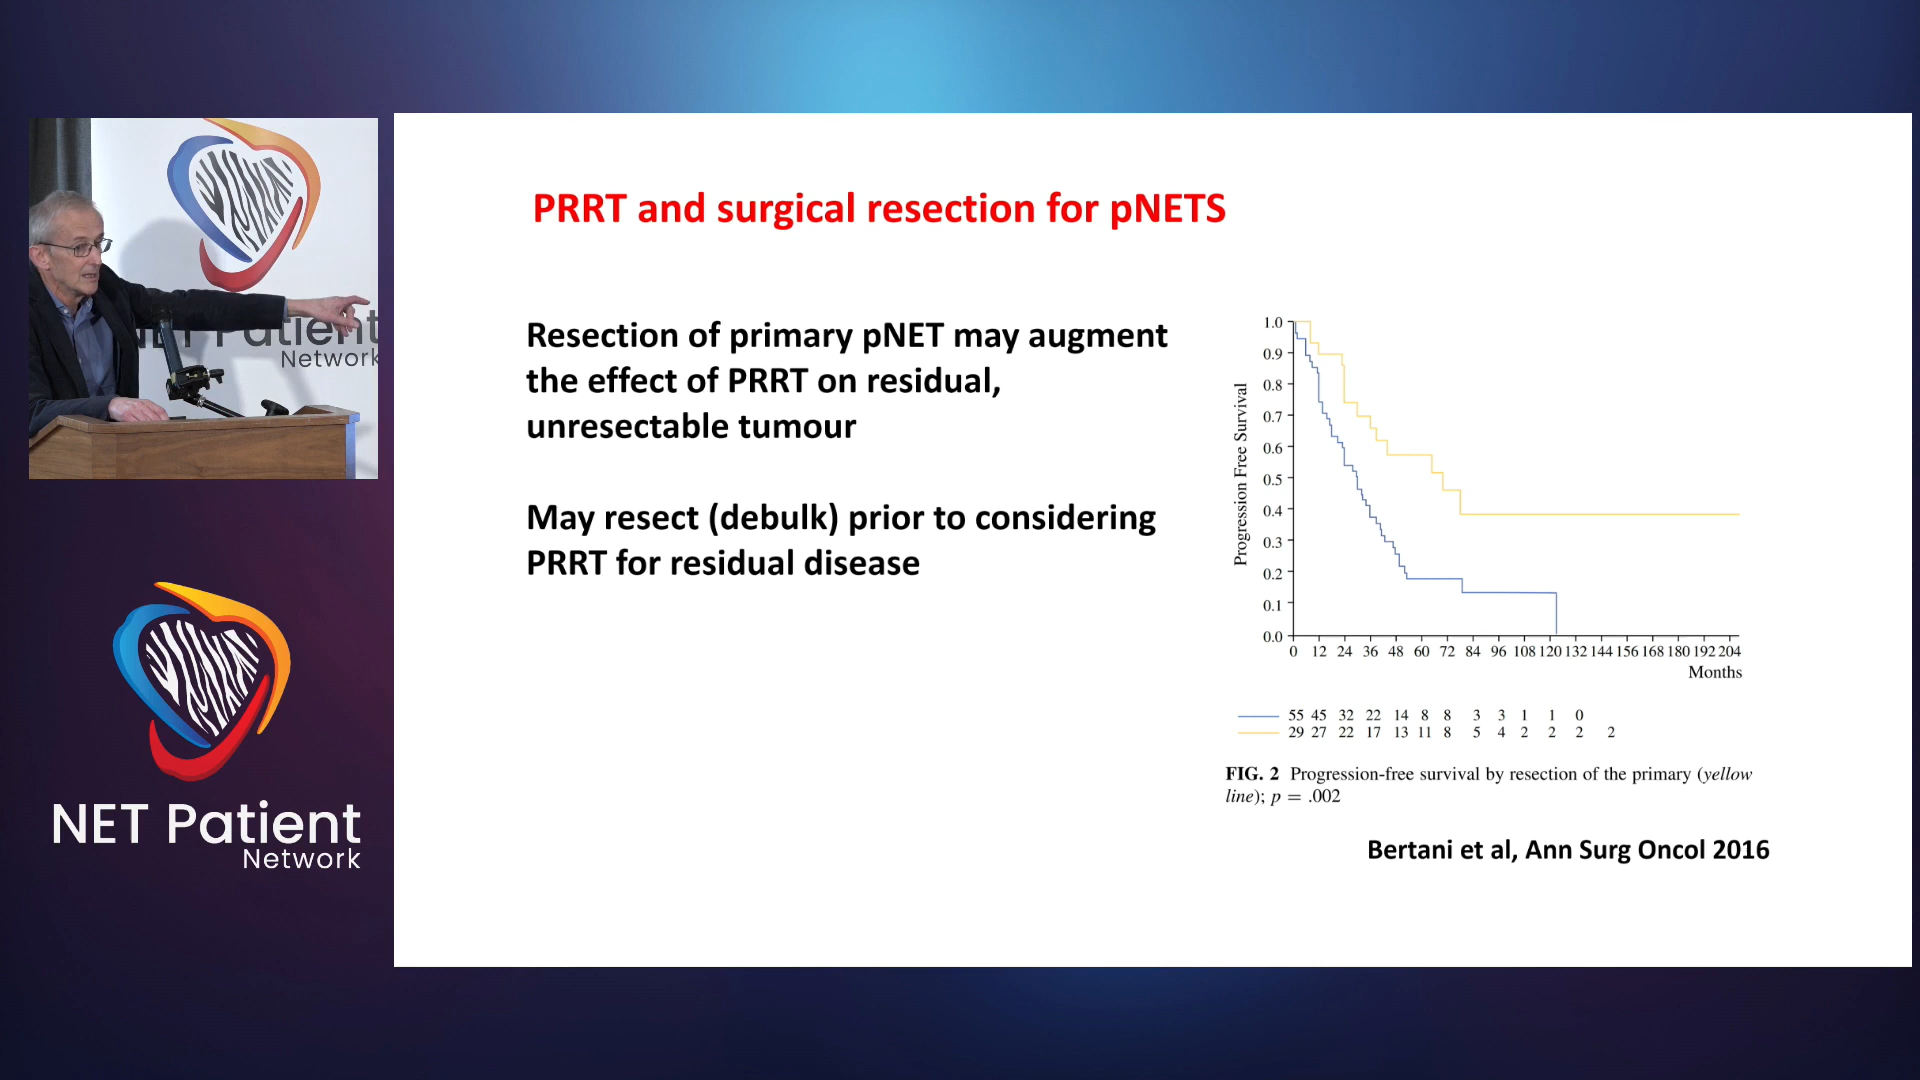 PRRT and surgical resection for pNETS
Resection of primary pNET may augment
the effect of PRRT on residual,
unresectable tumour
May resect (debulk) prior to considering
PRRT for residual disease
Progression Free Survival
1.0
0.9
0.8
0.7
0.6
0.5
0.4
0.3
0.2
0.1
0.0
0 12 24 36 48 60 72 84 96 108 120 132 144 156 168 180 192 204
Months
55 45 32 22 14 8 8 3 3 1 1 0
29 27 22 17 13 11 8 5 4 2 2 2 2
FIG. 2 Progression-free survival by resection of the primary (yellow
line); p = .002
Bertani et al, Ann Surg Oncol 2016
Patient
Network
NET Patient
Network